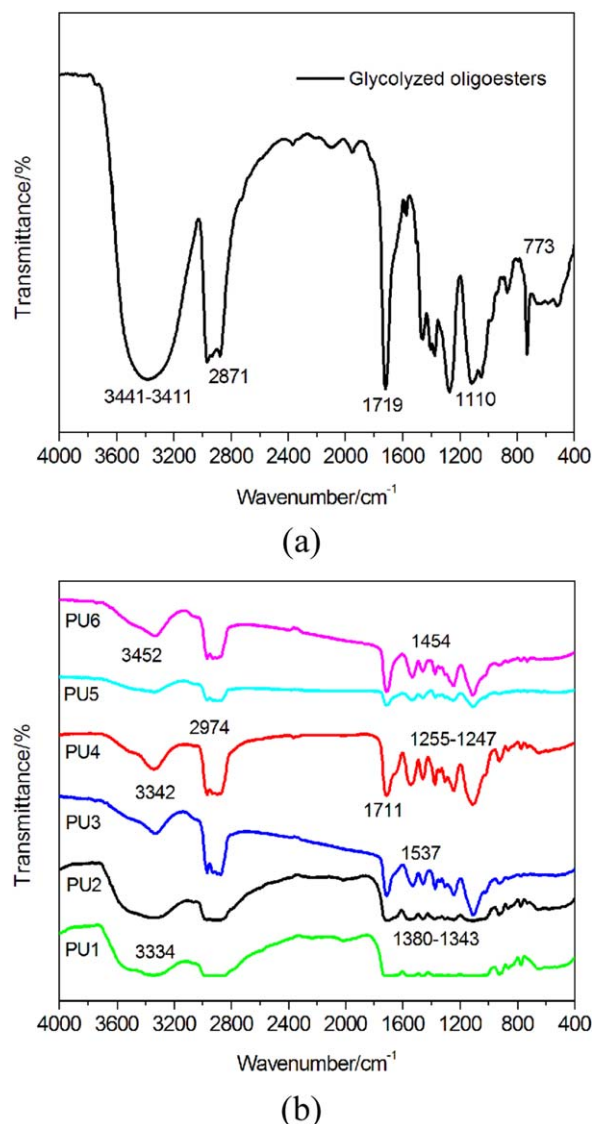 Glycolyzed oligoesters
Transmittance/%
773
3441-3411
2871
1719
1110
4000 3600 3200 2800 2400 2000 1600 1200 800 400
Wavenumber/cm⁻¹
(a)
PU6
3452
1454
PU5
2974
PU4
1255-1247
3342
1711
Transmittance/%
PU3
1537
PU2
1380-1343
PU1
3334
4000 3600 3200 2800 2400 2000 1600 1200 800 400
Wavenumber/cm⁻¹
(b)